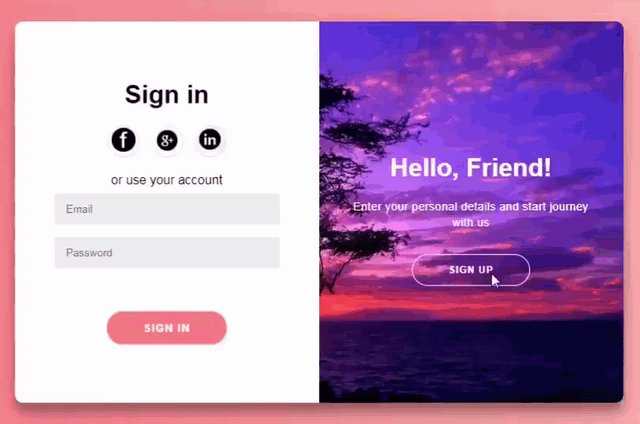 Sign in
f g+ in
or use your account
Email
Password
SIGN IN
Hello, Friend!
Enter your personal details and start journey
with us
SIGN UP